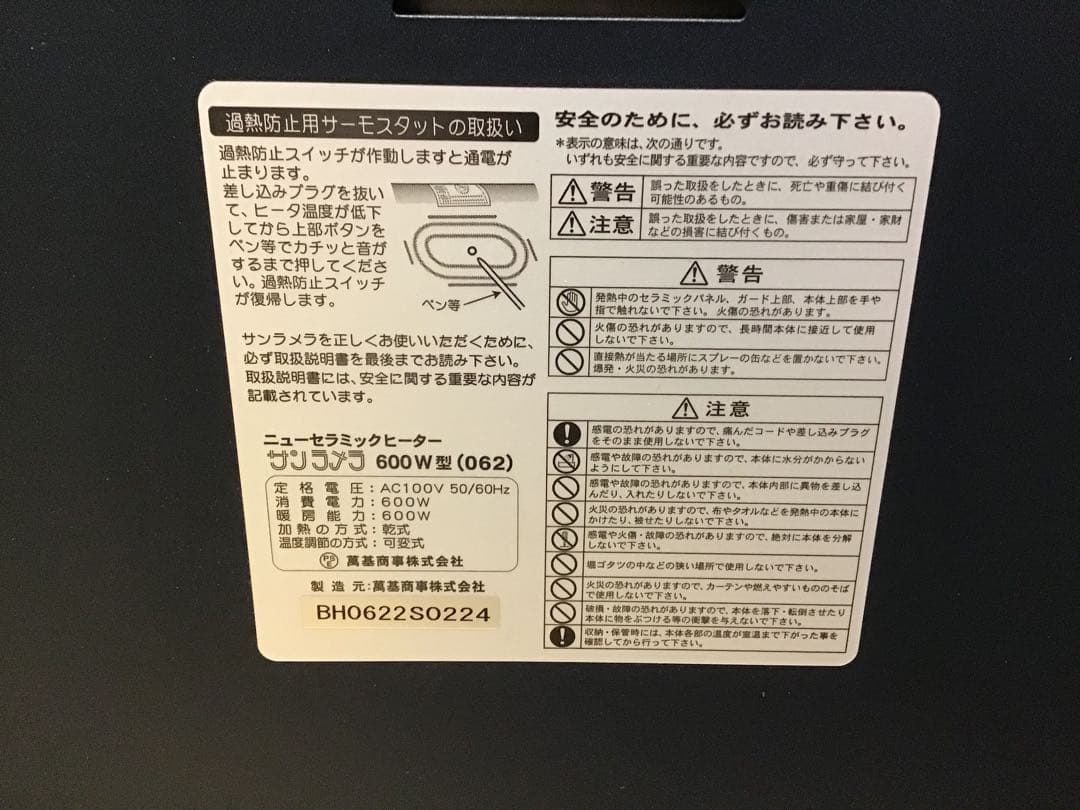 過熱防止用サーモスタットの取扱い
過熱防止スイッチが作動しますと通電が
止まります。
差し込みプラグを抜い
て、ヒータ温度が低下
してから上部ボタンを
ペン等でカチッと音が
するまで押してくださ
い。過熱防止スイッチ
が復帰します。
ペン等
サンラメラを正しくお使いいただくために、
必ず取扱説明書を最後までお読み下さい。
取扱説明書には、安全に関する重要な内容が
記載されています。
ニューセラミックヒーター
サンラメラ 600W型(062)
定格電圧:AC100V 50/60Hz
消費電力:600W
暖房能力:600W
加熱の方式:乾式
温度調節の方式:可変式
PSE 萬基商事株式会社
製造元:萬基商事株式会社
BH0622S0224
安全のために、必ずお読み下さい。
*表示の意味は、次の通りです。
いずれも安全に関する重要な内容ですので、必ず守って下さい。
警告 誤った取扱をしたときに、死亡や重傷に結び付く
可能性のあるもの。
注意 誤った取扱をしたときに、傷害または家屋・家財
などの損害に結び付くもの。
警告
発熱中のセラミックパネル、ガード上部、本体上部を手や
指で触れないで下さい。火傷の恐れがあります。
火傷の恐れがありますので、長時間本体に接近して使用
しないで下さい。
直接熱が当たる場所にスプレーの缶などを置かないで下さい。
爆発・火災の恐れがあります。
注意
感電の恐れがありますので、痛んだコードや差し込みプラグ
をそのまま使用しないで下さい。
感電や故障の恐れがありますので、本体に水分がかからない
ようにして下さい。
感電や故障の恐れがありますので、本体内部に異物を差し込
んだり、入れたりしないで下さい。
火災の恐れがありますので、布やタオルなどを発熱中の本体に
かけたり、被せたりしないで下さい。
感電や火傷・故障の恐れがありますので、絶対に本体を分解
しないで下さい。
堀ゴタツの中などの狭い場所で使用しないで下さい。
火災の恐れがありますので、カーテンや燃えやすいもののそば
で使用しないで下さい。
破損・故障の恐れがありますので、本体を落下・転倒させたり
本体に物をぶつける等の衝撃を与えないで下さい。
収納・保管時には、本体各部の温度が室温まで下がった事を
確認してから行って下さい。